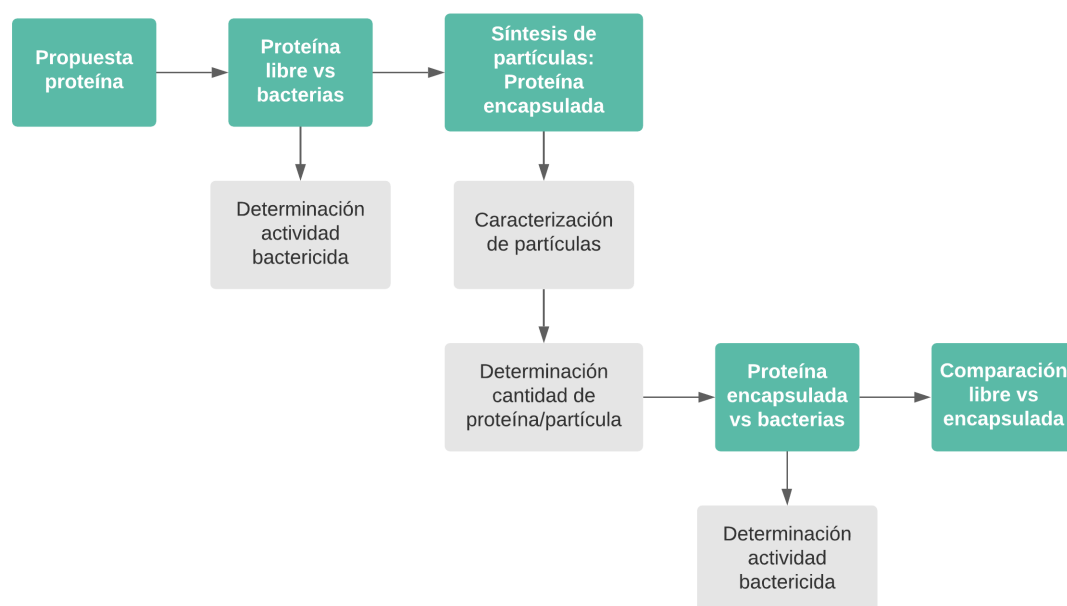 Propuesta
proteína
Proteína
libre vs
bacterias
Síntesis de
partículas:
Proteína
encapsulada
Determinación
actividad
bactericida
Caracterización
de partículas
Determinación
cantidad de
proteína/partícula
Proteína
encapsulada
vs bacterias
Comparación
libre vs
encapsulada
Determinación
actividad
bactericida